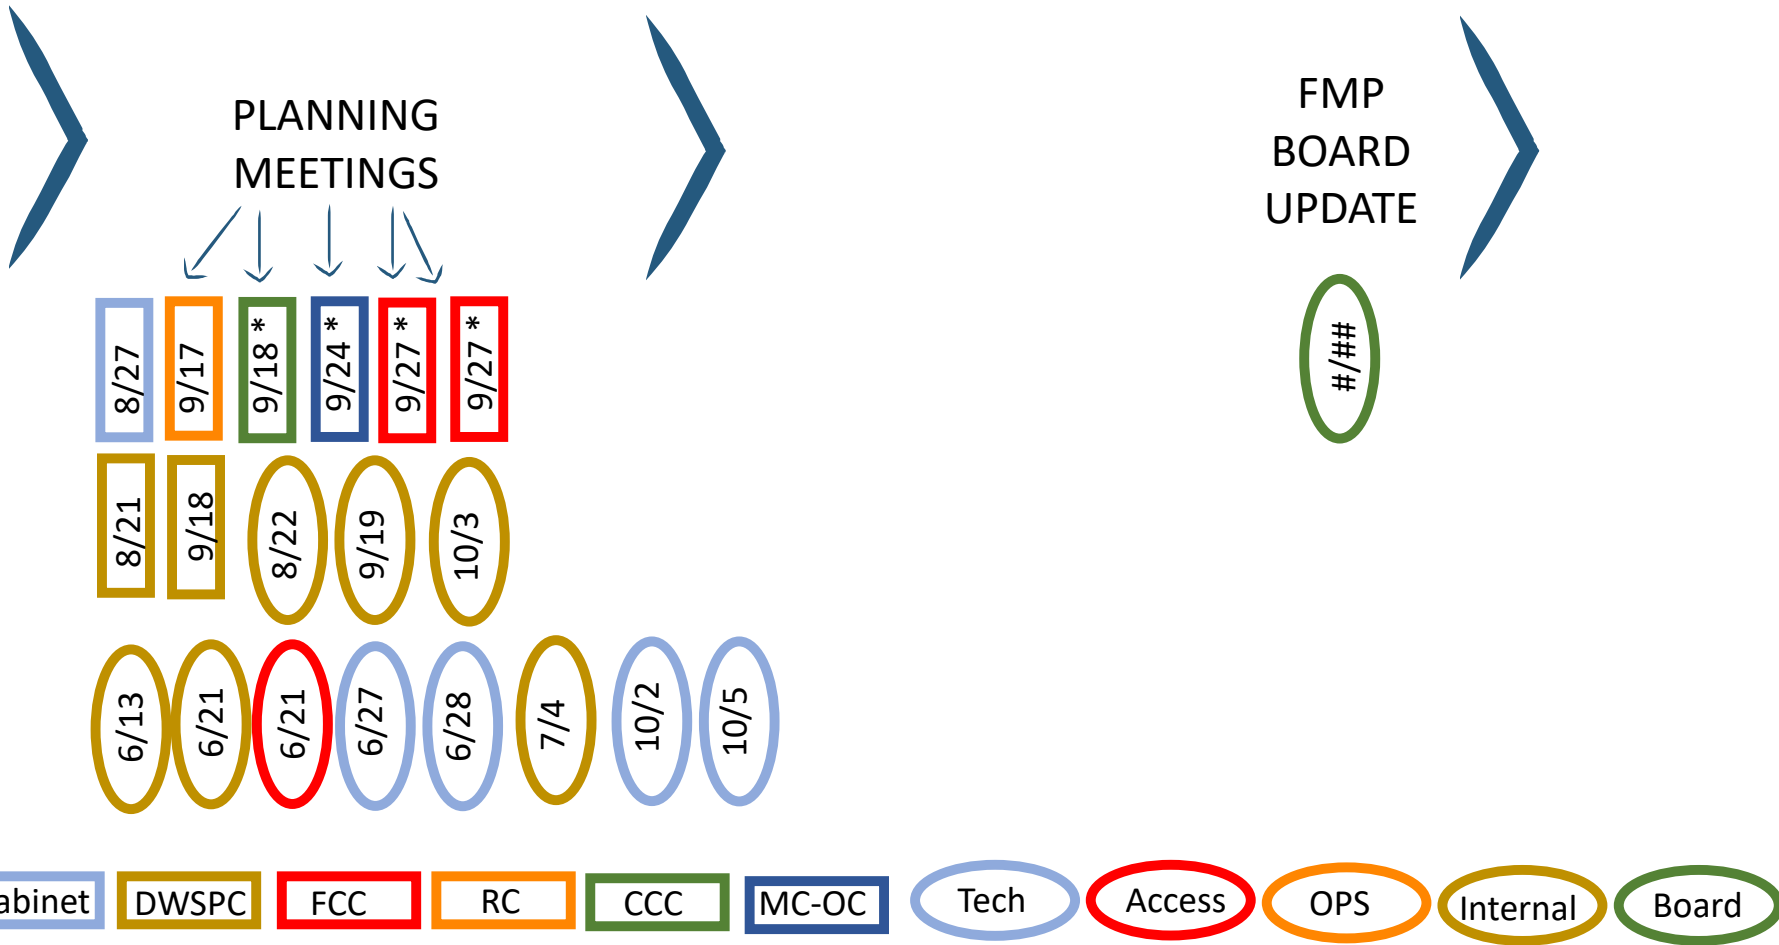 PLANNING
MEETINGS
FMP
BOARD
UPDATE
8/27
9/17
9/18 *
9/24 *
9/27 *
9/27 *
#/##
8/21
9/18
8/22
9/19
10/3
6/13
6/21
6/21
6/27
6/28
7/4
10/2
10/5
abinet
DWSPC
FCC
RC
CCC
MC-OC
Tech
Access
OPS
Internal
Board